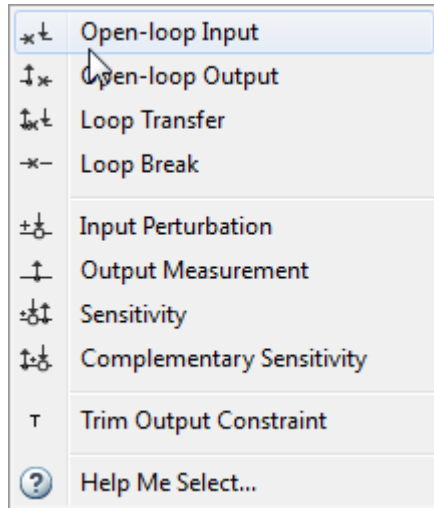 Open-loop Input
Open-loop Output
Loop Transfer
Loop Break
Input Perturbation
Output Measurement
Sensitivity
Complementary Sensitivity
T Trim Output Constraint
? Help Me Select...